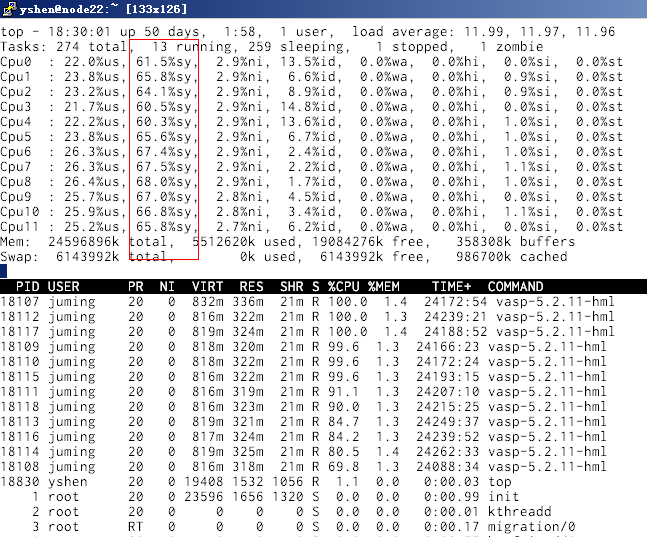 yshen@node22:~ [133x126]
top - 18:30:01 up 50 days,  1:58,  1 user,  load average: 11.99, 11.97, 11.96
Tasks: 274 total,  13 running, 259 sleeping,   1 stopped,   1 zombie
Cpu0  : 22.0%us, 61.5%sy,  2.9%ni, 13.5%id,  0.0%wa,  0.0%hi,  0.0%si,  0.0%st
Cpu1  : 23.8%us, 65.8%sy,  2.9%ni,  6.6%id,  0.0%wa,  0.0%hi,  0.9%si,  0.0%st
Cpu2  : 23.2%us, 64.1%sy,  2.9%ni,  8.9%id,  0.0%wa,  0.0%hi,  0.9%si,  0.0%st
Cpu3  : 21.7%us, 60.5%sy,  2.9%ni, 14.8%id,  0.0%wa,  0.0%hi,  0.0%si,  0.0%st
Cpu4  : 22.2%us, 60.3%sy,  2.9%ni, 13.6%id,  0.0%wa,  0.0%hi,  1.0%si,  0.0%st
Cpu5  : 23.8%us, 65.6%sy,  2.9%ni,  6.7%id,  0.0%wa,  0.0%hi,  1.0%si,  0.0%st
Cpu6  : 26.3%us, 67.4%sy,  2.9%ni,  2.4%id,  0.0%wa,  0.0%hi,  1.0%si,  0.0%st
Cpu7  : 26.3%us, 67.5%sy,  2.9%ni,  2.2%id,  0.0%wa,  0.0%hi,  1.1%si,  0.0%st
Cpu8  : 26.4%us, 68.0%sy,  2.9%ni,  1.7%id,  0.0%wa,  0.0%hi,  1.0%si,  0.0%st
Cpu9  : 25.7%us, 67.0%sy,  2.8%ni,  4.5%id,  0.0%wa,  0.0%hi,  0.0%si,  0.0%st
Cpu10 : 25.9%us, 66.8%sy,  2.8%ni,  3.4%id,  0.0%wa,  0.0%hi,  1.1%si,  0.0%st
Cpu11 : 25.2%us, 65.8%sy,  2.7%ni,  6.2%id,  0.0%wa,  0.0%hi,  0.0%si,  0.0%st
Mem:  24596896k total,  5512620k used, 19084276k free,   358308k buffers
Swap:  6143992k total,        0k used,  6143992k free,   986700k cached
PID USER      PR  NI  VIRT  RES  SHR S %CPU %MEM    TIME+  COMMAND
18107 juming    20   0  832m 336m  21m R 100.0  1.4  24172:54 vasp-5.2.11-hml
18112 juming    20   0  816m 322m  21m R 100.0  1.3  24239:21 vasp-5.2.11-hml
18117 juming    20   0  819m 324m  21m R 100.0  1.4  24188:52 vasp-5.2.11-hml
18109 juming    20   0  818m 320m  21m R 99.6  1.3  24166:23 vasp-5.2.11-hml
18110 juming    20   0  818m 322m  21m R 99.6  1.3  24172:24 vasp-5.2.11-hml
18115 juming    20   0  816m 322m  21m R 99.6  1.3  24193:15 vasp-5.2.11-hml
18111 juming    20   0  816m 319m  21m R 91.1  1.3  24207:10 vasp-5.2.11-hml
18118 juming    20   0  816m 323m  21m R 90.0  1.3  24215:25 vasp-5.2.11-hml
18113 juming    20   0  819m 321m  21m R 84.7  1.3  24249:37 vasp-5.2.11-hml
18116 juming    20   0  817m 324m  21m R 84.2  1.3  24239:52 vasp-5.2.11-hml
18114 juming    20   0  819m 325m  21m R 80.5  1.4  24262:33 vasp-5.2.11-hml
18108 juming    20   0  816m 318m  21m R 69.8  1.3  24088:34 vasp-5.2.11-hml
18830 yshen     20   0 19408 1532 1056 R  1.1  0.0   0:00.03 top
1 root      20   0 23596 1656 1320 S  0.0  0.0   0:00.99 init
2 root      20   0     0    0    0 S  0.0  0.0   0:00.01 kthreadd
3 root      RT   0     0    0    0 S  0.0  0.0   0:00.17 migration/0